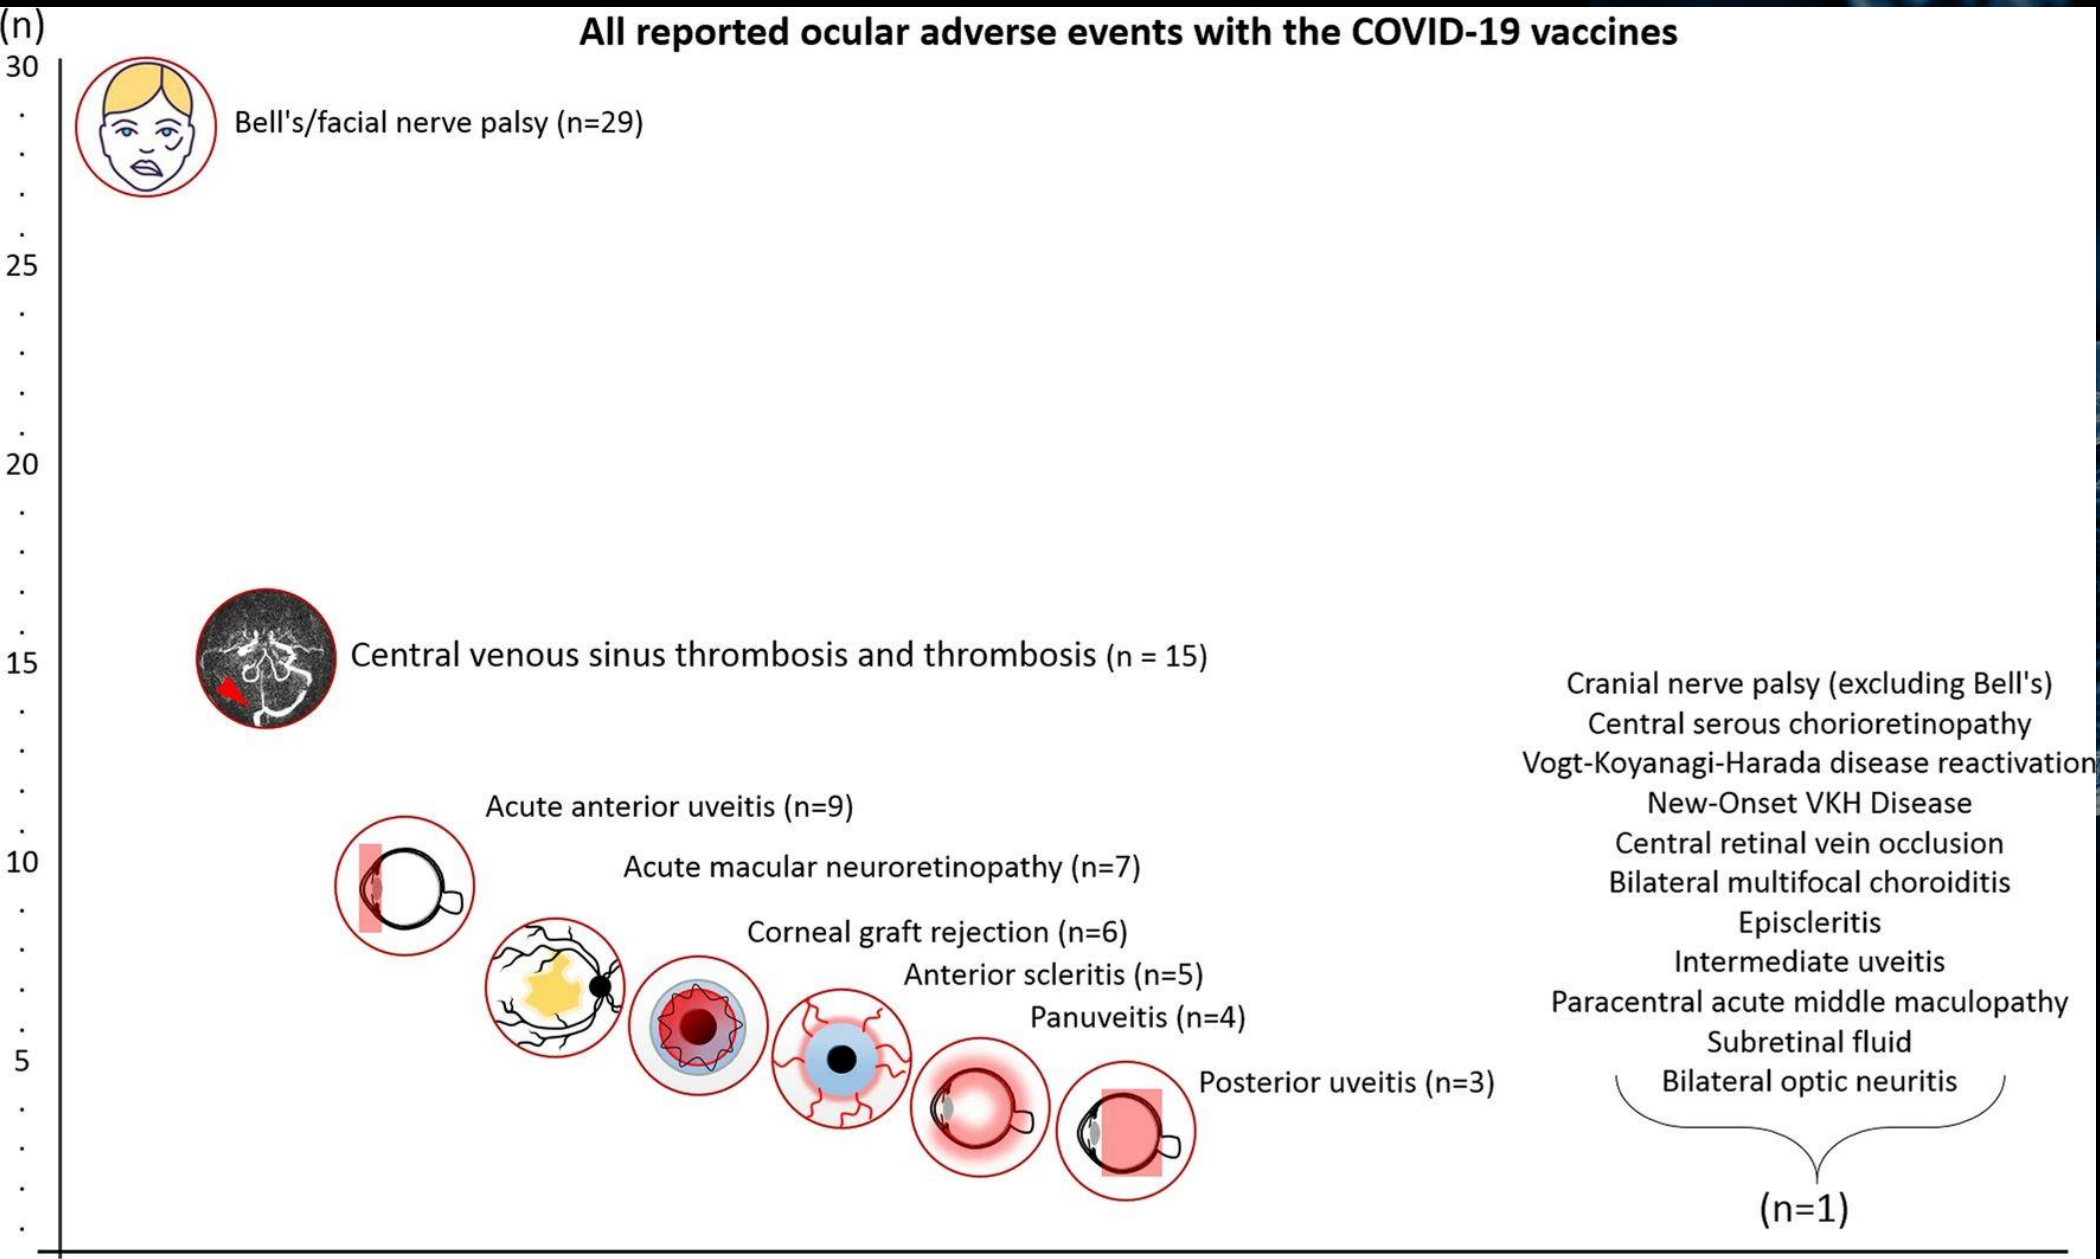 (n)
All reported ocular adverse events with the COVID-19 vaccines
30
Bell's/facial nerve palsy (n=29)
25
20
15
Central venous sinus thrombosis and thrombosis (n = 15)
Acute anterior uveitis (n=9)
10
Acute macular neuroretinopathy (n=7)
Corneal graft rejection (n=6)
Anterior scleritis (n=5)
Panuveitis (n=4)
5
Posterior uveitis (n=3)
Cranial nerve palsy (excluding Bell's)
Central serous chorioretinopathy
Vogt-Koyanagi-Harada disease reactivation
New-Onset VKH Disease
Central retinal vein occlusion
Bilateral multifocal choroiditis
Episcleritis
Intermediate uveitis
Paracentral acute middle maculopathy
Subretinal fluid
Bilateral optic neuritis
(n=1)